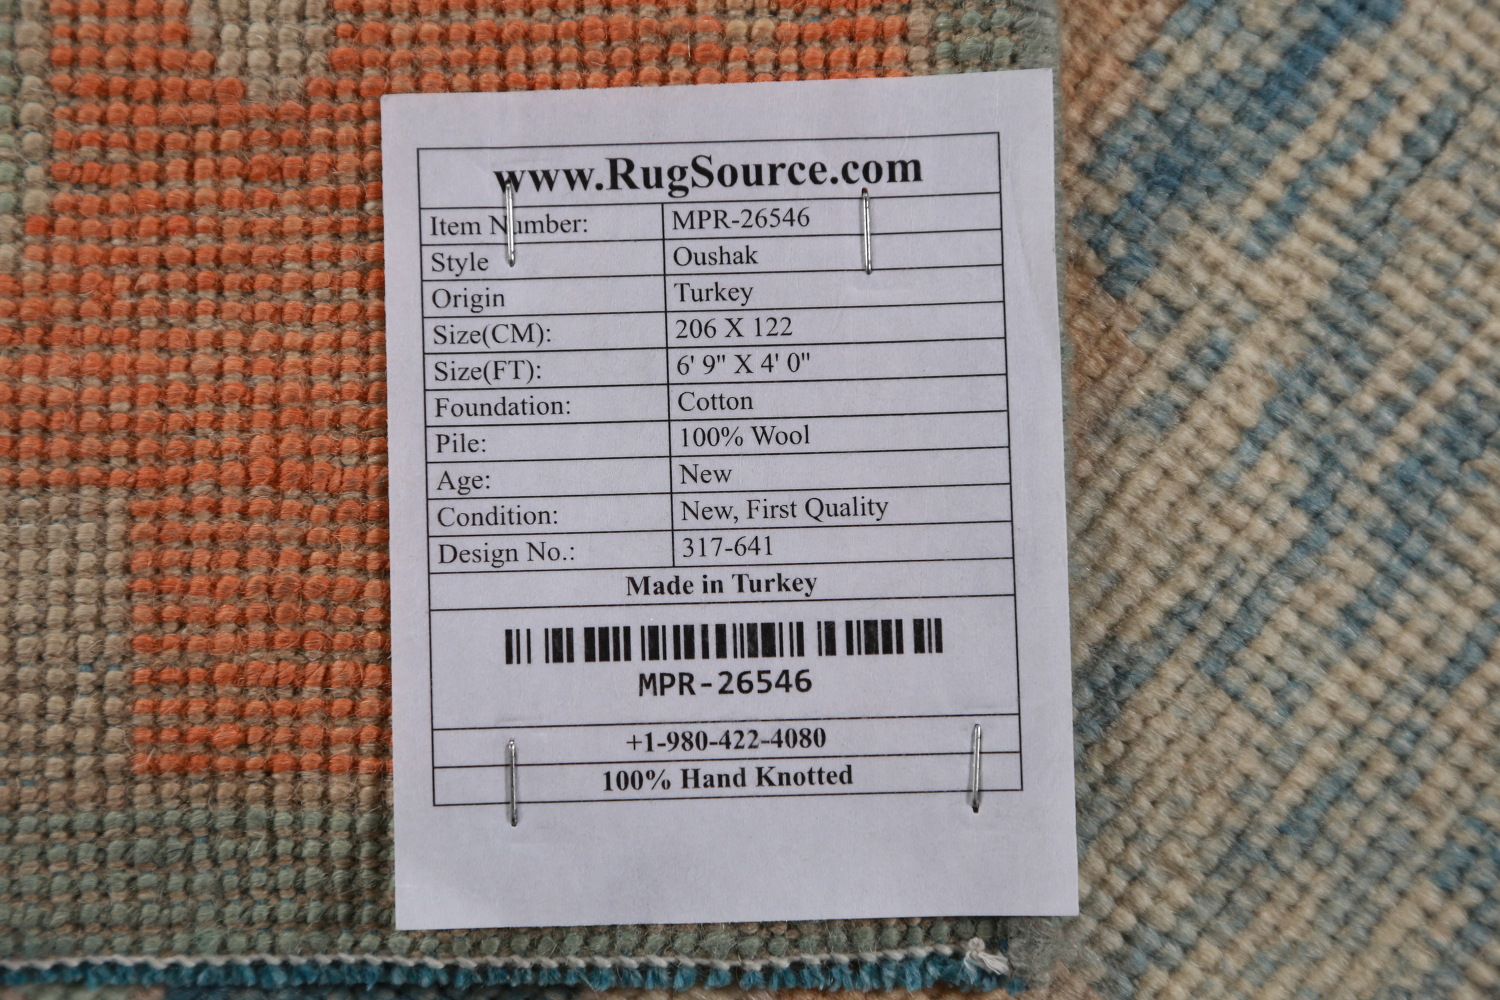 www.RugSource.com
Item Number: MPR-26546
Style Oushak
Origin Turkey
Size(CM): 206 X 122
Size(FT): 6' 9" X 4' 0"
Foundation: Cotton
Pile: 100% Wool
Age: New
Condition: New, First Quality
Design No.: 317-641
Made in Turkey
MPR-26546
+1-980-422-4080
100% Hand Knotted